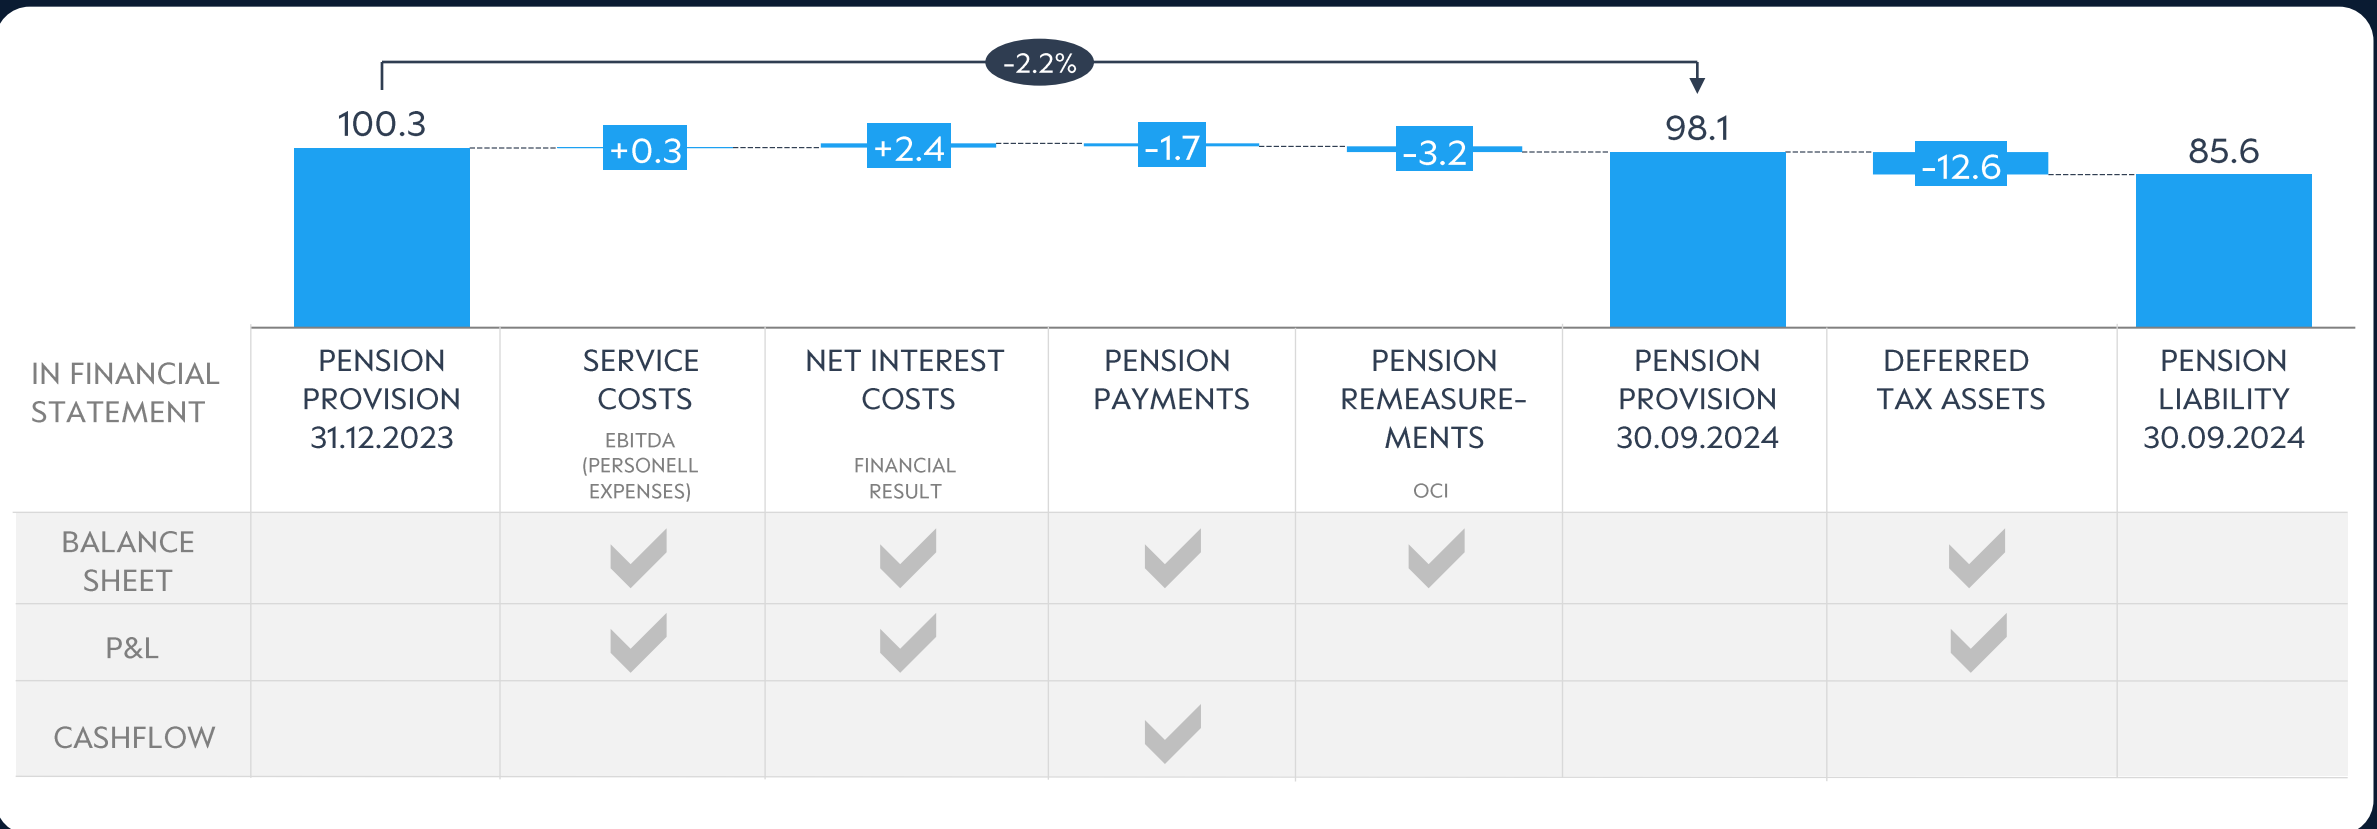 -2.2%
100.3
+0.3
+2.4
-1.7
-3.2
98.1
-12.6
85.6
IN FINANCIAL
STATEMENT
PENSION
PROVISION
31.12.2023
SERVICE
COSTS
EBITDA
(PERSONELL
EXPENSES)
NET INTEREST
COSTS
FINANCIAL
RESULT
PENSION
PAYMENTS
PENSION
REMEASURE-
MENTS
OCI
PENSION
PROVISION
30.09.2024
DEFERRED
TAX ASSETS
PENSION
LIABILITY
30.09.2024
BALANCE
SHEET
P&L
CASHFLOW